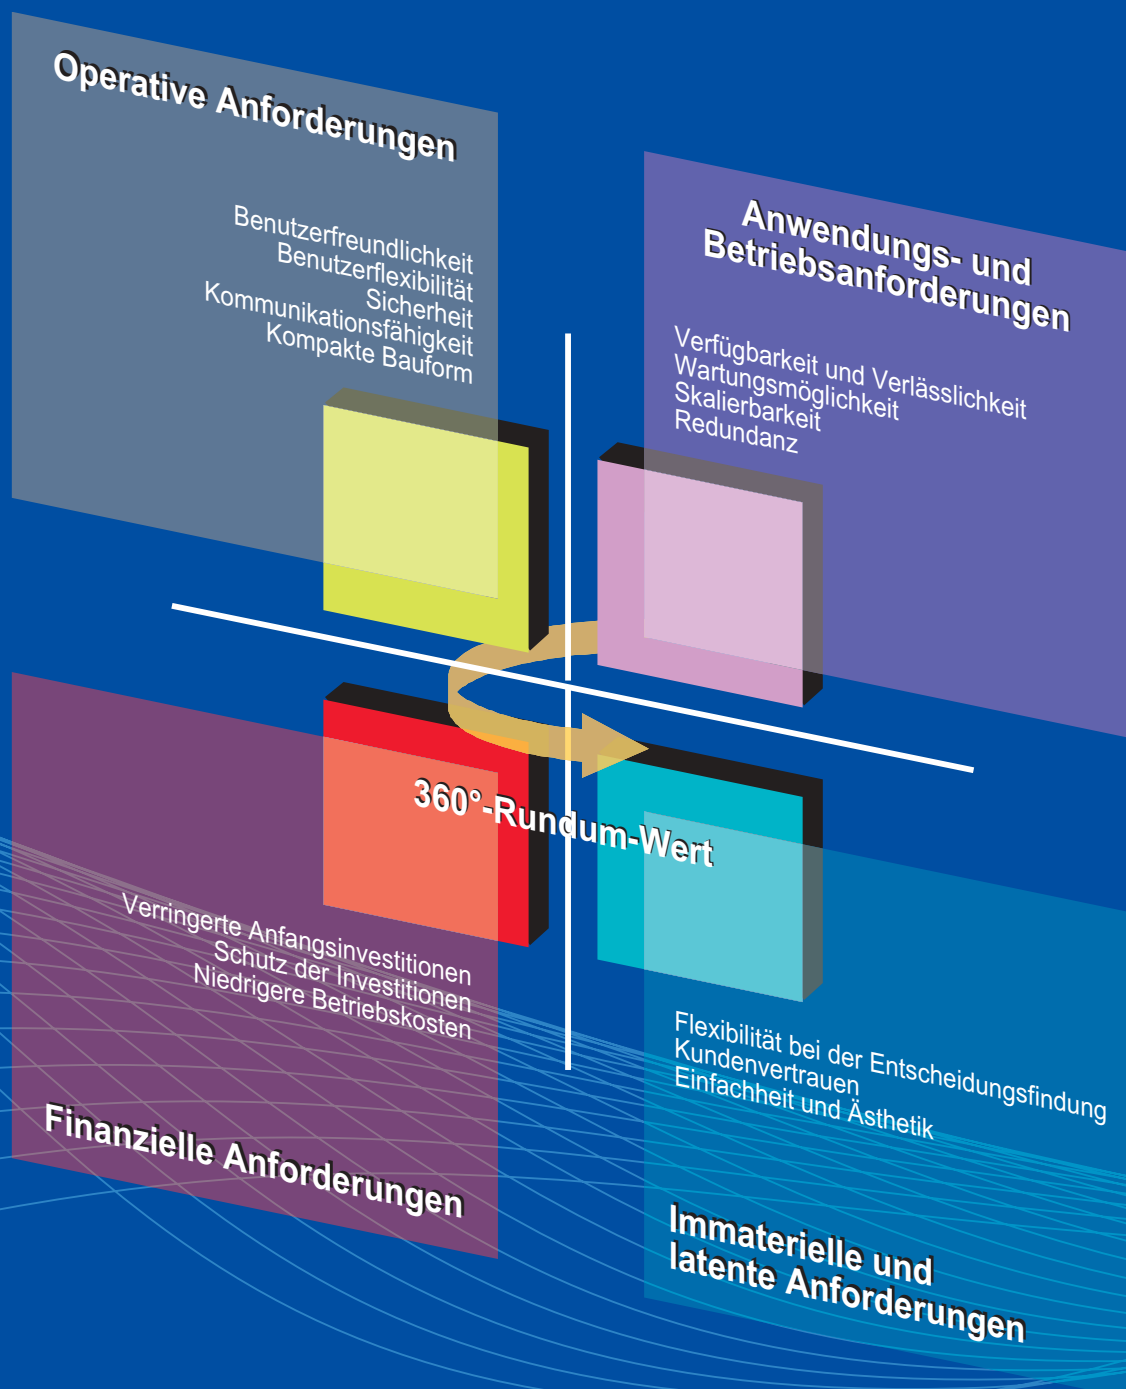 Operative Anforderungen
Benutzerfreundlichkeit
Benutzerflexibilität
Sicherheit
Kommunikationsfähigkeit
Kompakte Bauform
Anwendungs- und
Betriebsanforderungen
Verfügbarkeit und Verlässlichkeit
Wartungsmöglichkeit
Skalierbarkeit
Redundanz
360°-Rundum-Wert
Verringerte Anfangsinvestitionen
Schutz der Investitionen
Niedrigere Betriebskosten
Finanzielle Anforderungen
Flexibilität bei der Entscheidungsfindung
Kundenvertrauen
Einfachheit und Ästhetik
Immaterielle und
latente Anforderungen